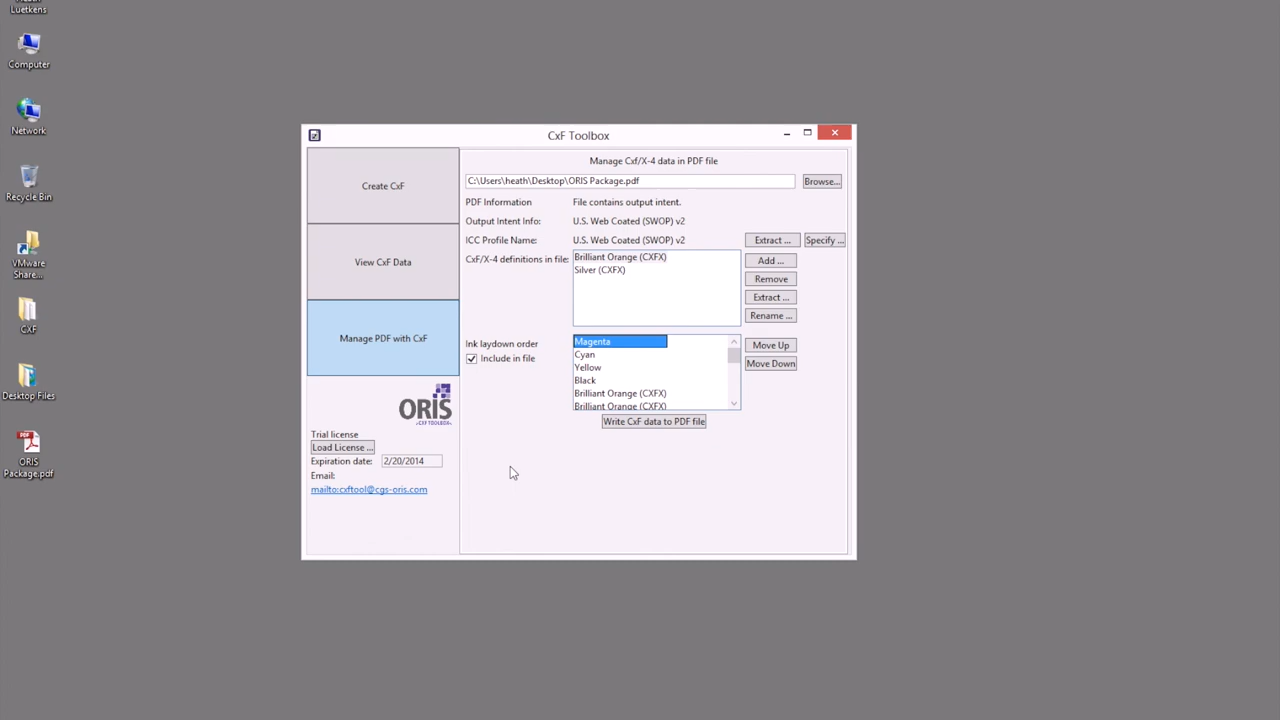 Luetkens
Computer
Network
Recycle Bin
VMware
Share...
CXF
Desktop Files
ORIS
Package.pdf
CxF Toolbox
Create CxF
View CxF Data
Manage PDF with CxF
ORIS
CXF TOOLBOX
Trial license
Load License ...
Expiration date: 2/20/2014
Email:
mailto:cxftool@cgs-oris.com
Manage Cxf/X-4 data in PDF file
C:\Users\heath\Desktop\ORIS Package.pdf Browse...
PDF Information File contains output intent.
Output Intent Info: U.S. Web Coated (SWOP) v2
ICC Profile Name: U.S. Web Coated (SWOP) v2 Extract ... Specify ...
CxF/X-4 definitions in file: Brilliant Orange (CXFX) Add ...
Silver (CXFX)
Remove
Extract ...
Rename ...
Ink laydown order Magenta Move Up
Include in file Cyan Move Down
Yellow
Black
Brilliant Orange (CXFX)
Brilliant Orange (CXFX)
Write CxF data to PDF file